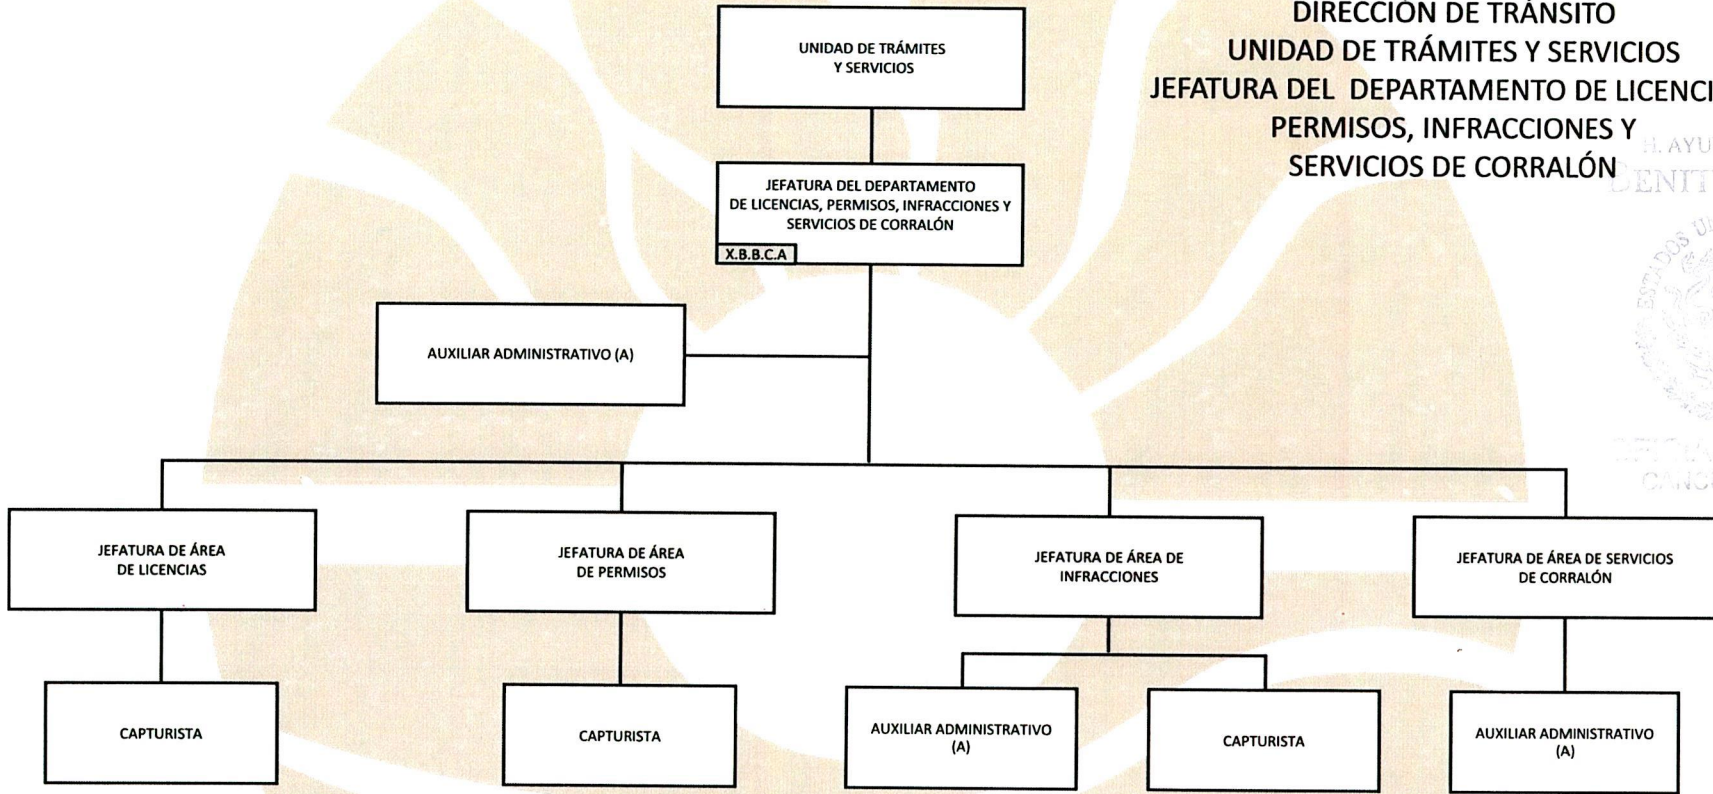 DIRECCIÓN DE TRÁNSITO
UNIDAD DE TRÁMITES Y SERVICIOS
JEFATURA DEL DEPARTAMENTO DE LICENCI
PERMISOS, INFRACCIONES Y
SERVICIOS DE CORRALÓN
H. AYU
ESTADOS
UNIDAD DE TRÁMITES
Y SERVICIOS
JEFATURA DEL DEPARTAMENTO
DE LICENCIAS, PERMISOS, INFRACCIONES Y
SERVICIOS DE CORRALÓN
X.B.B.C.A
AUXILIAR ADMINISTRATIVO (A)
JEFATURA DE ÁREA
DE LICENCIAS
JEFATURA DE ÁREA
DE PERMISOS
JEFATURA DE ÁREA DE
INFRACCIONES
JEFATURA DE ÁREA DE SERVICIOS
DE CORRALÓN
CAPTURISTA
CAPTURISTA
AUXILIAR ADMINISTRATIVO
(A)
CAPTURISTA
AUXILIAR ADMINISTRATIVO
(A)